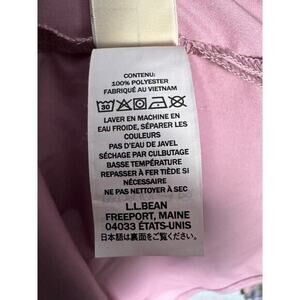 CONTENU:
100% POLYESTER
FABRIQUÉ AU VIETNAM
30
LAVER EN MACHINE EN
EAU FROIDE, SÉPARER LES
COULEURS
PAS D'EAU DE JAVEL
SÉCHAGE PAR CULBUTAGE
BASSE TEMPÉRATURE
REPASSER À FER TIÈDE SI
NÉCESSAIRE
NE PAS NETTOYER À SEC
L.L.BEAN
FREEPORT, MAINE
04033 ÉTATS-UNIS
日本語は裏面をご覧ください。